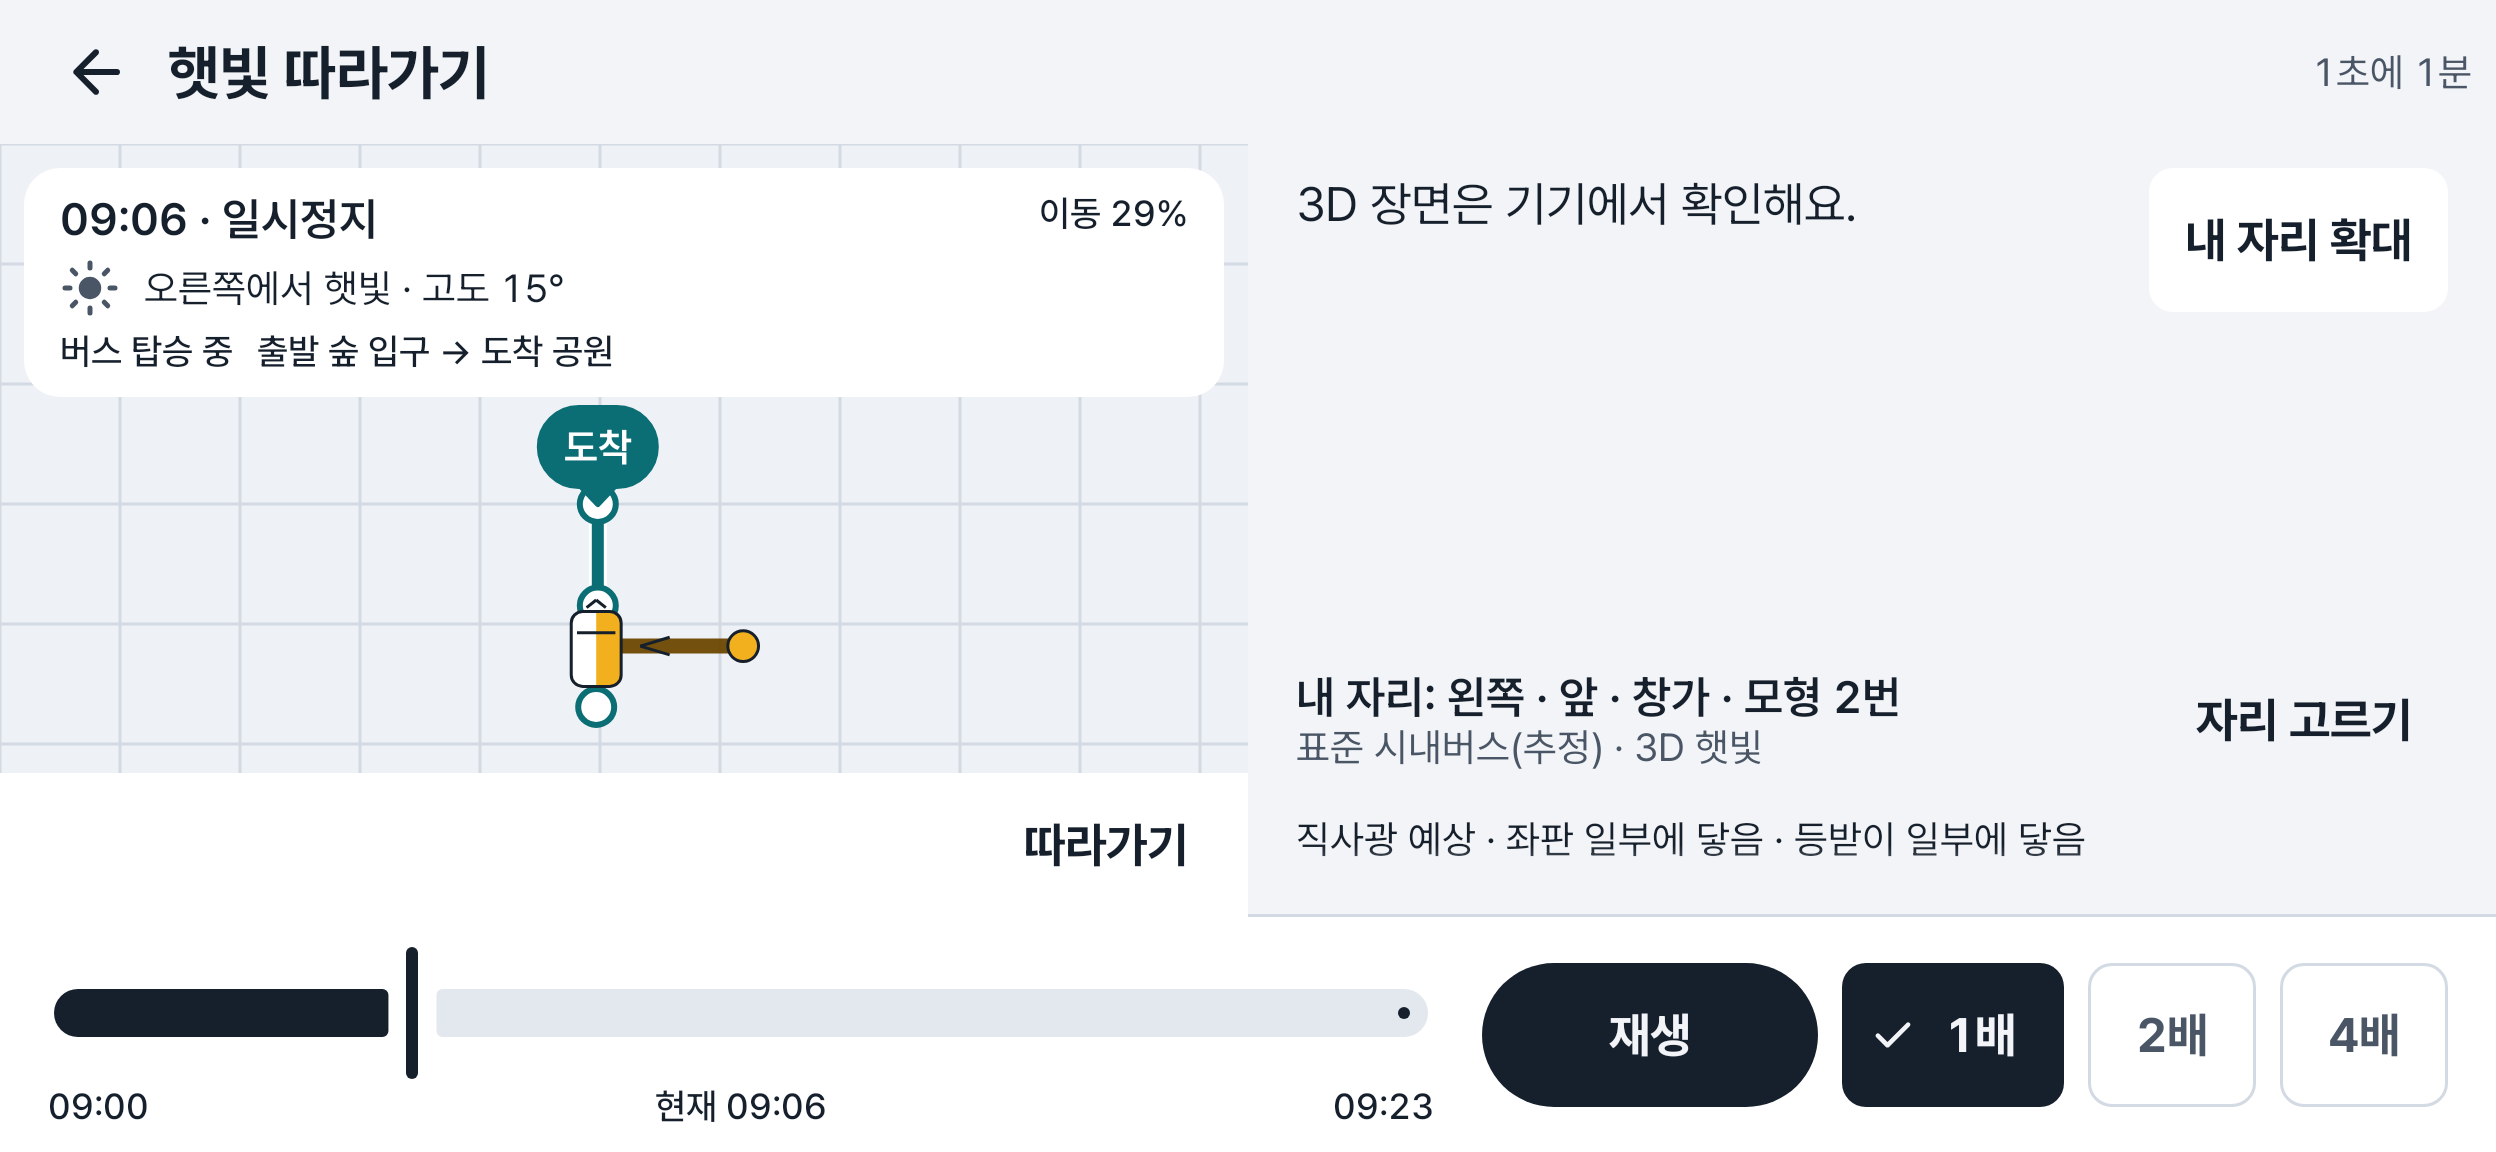 햇빛 따라가기
1초에 1분
09:06 · 일시정지
이동 29%
오른쪽에서 햇빛 · 고도 15°
버스 탑승 중  출발 숲 입구 → 도착 공원
도착
따라가기
3D 장면은 기기에서 확인해요.
내 자리 확대
내 자리: 왼쪽 · 앞 · 창가 · 모형 2번
표준 시내버스(추정) · 3D 햇빛
자리 고르기
직사광 예상 · 좌판 일부에 닿음 · 등받이 일부에 닿음
재생
1배
2배
4배
09:00
현재 09:06
09:23